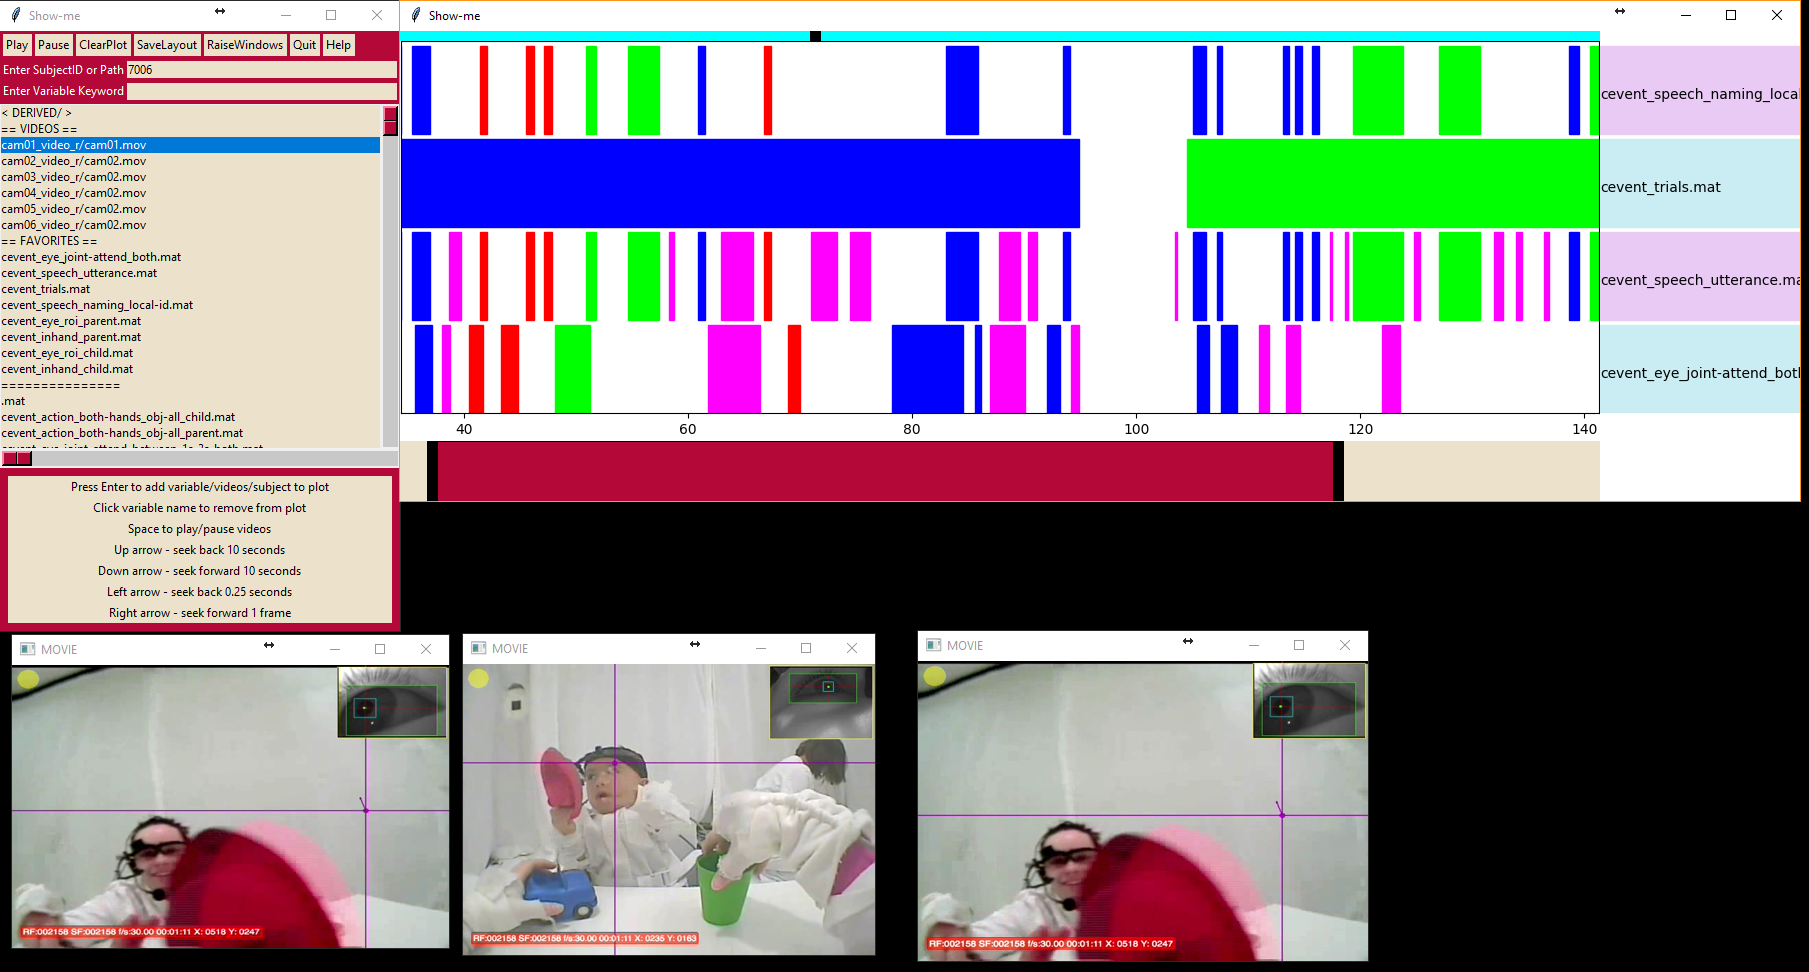 Show-me
Play Pause ClearPlot SaveLayout RaiseWindows Quit Help
Enter SubjectID or Path 7006
Enter Variable Keyword
< DERIVED/ >
== VIDEOS ==
cam01_video_r/cam01.mov
cam02_video_r/cam02.mov
cam03_video_r/cam02.mov
cam04_video_r/cam02.mov
cam05_video_r/cam02.mov
cam06_video_r/cam02.mov
== FAVORITES ==
cevent_eye_joint-attend_both.mat
cevent_speech_utterance.mat
cevent_trials.mat
cevent_speech_naming_local-id.mat
cevent_eye_roi_parent.mat
cevent_inhand_parent.mat
cevent_eye_roi_child.mat
cevent_inhand_child.mat
===============
.mat
cevent_action_both-hands_obj-all_child.mat
cevent_action_both-hands_obj-all_parent.mat
Press Enter to add variable/videos/subject to plot
Click variable name to remove from plot
Space to play/pause videos
Up arrow - seek back 10 seconds
Down arrow - seek forward 10 seconds
Left arrow - seek back 0.25 seconds
Right arrow - seek forward 1 frame
Show-me
cevent_speech_naming_loca
cevent_trials.mat
cevent_speech_utterance.ma
cevent_eye_joint-attend_bot
40 60 80 100 120 140
MOVIE
RF:002158 SF:002158 f/s:30.00 00:01:11 X: 0518 Y: 0247
MOVIE
RF:002158 SF:002158 f/s:30.00 00:01:11 X: 0235 Y: 0163
MOVIE
RF:002158 SF:002158 f/s:30.00 00:01:11 X: 0518 Y: 0247